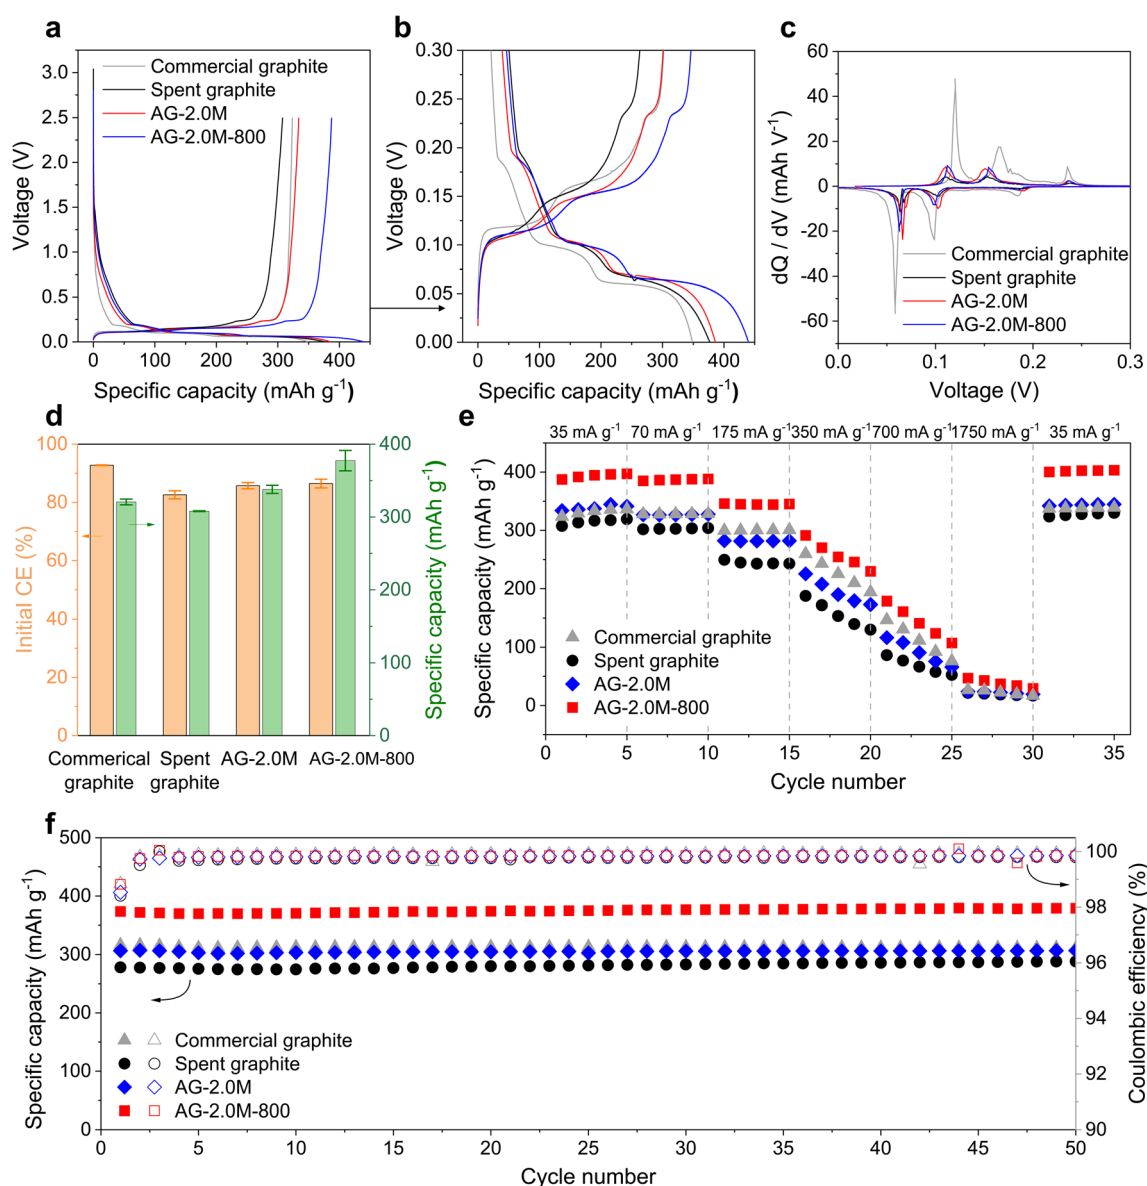 a
3.0
2.5
2.0
1.5
1.0
0.5
0.0
Voltage (V)
Commercial graphite
Spent graphite
AG-2.0M
AG-2.0M-800
0 100 200 300 400
Specific capacity (mAh g-1)
b
0.30
0.20
0.10
0.05
0.00
Voltage (V)
0 100 200 300 400
Specific capacity (mAh g-1)
c
60
40
20
0
-20
-40
-60
dQ / dV (mAh V-1)
Commercial graphite
Spent graphite
AG-2.0M
AG-2.0M-800
0.0 0.1 0.2 0.3
Voltage (V)
d
100
80
60
40
20
0
Initial CE (%)
400
300
200
100
0
Specific capacity (mAh g-1)
Commerical
graphite
Spent
graphite
AG-2.0M
AG-2.0M-800
e
35 mA g-1
70 mA g-1
175 mA g-1
350 mA g-1
700 mA g-1
1750 mA g-1
35 mA g-1
400
300
200
100
0
Specific capacity (mAh g-1)
Commercial graphite
Spent graphite
AG-2.0M
AG-2.0M-800
0 5 10 15 20 25 30 35
Cycle number
f
500
400
300
200
100
0
Specific capacity (mAh g-1)
Commercial graphite
Spent graphite
AG-2.0M
AG-2.0M-800
100
98
96
94
92
90
Coulombic efficiency (%)
0 5 10 15 20 25 30 35 40 45 50
Cycle number